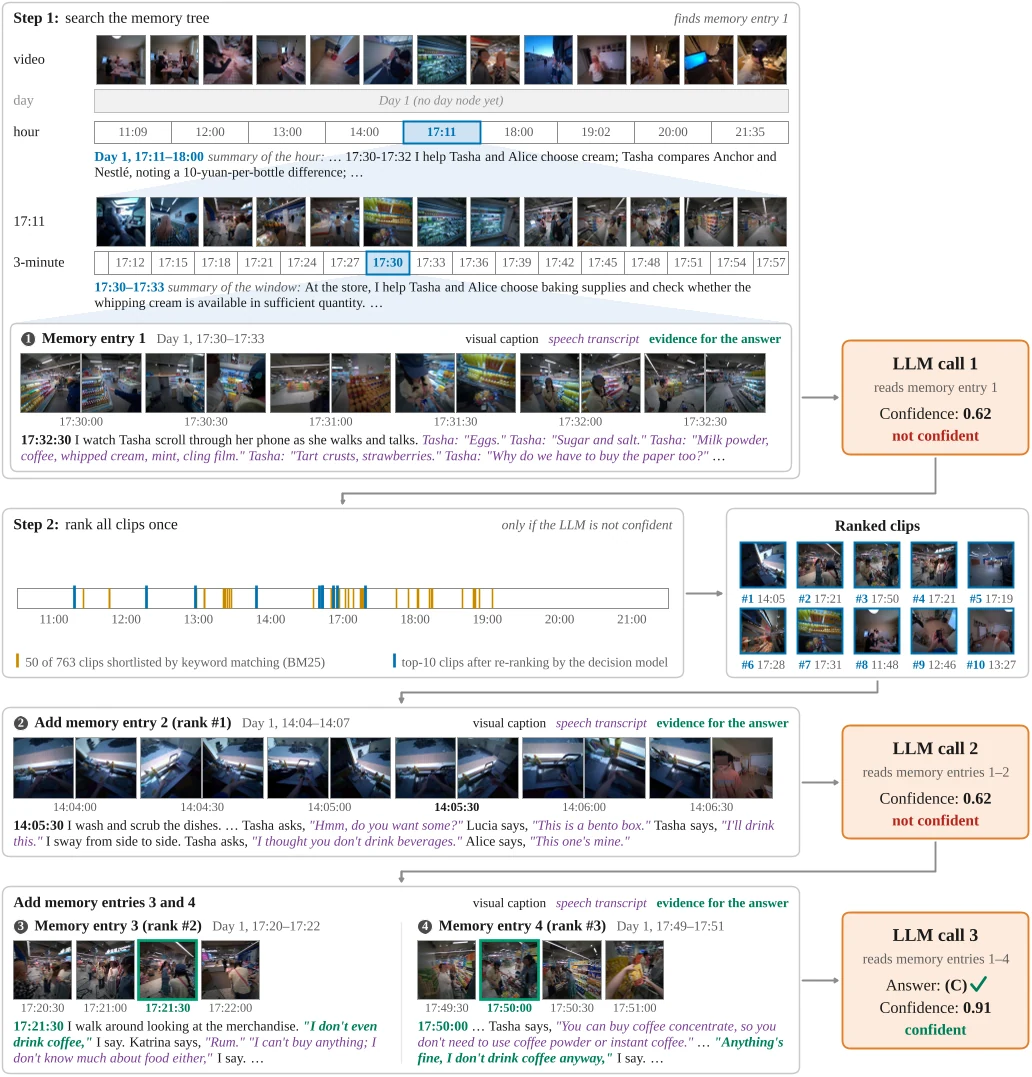 Step 1: search the memory tree
finds memory entry 1
video
day
Day 1 (no day node yet)
hour
11:09 12:00 13:00 14:00 17:11 18:00 19:02 20:00 21:35
Day 1, 17:11–18:00 summary of the hour: … 17:30-17:32 I help Tasha and Alice choose cream; Tasha compares Anchor and
Nestlé, noting a 10-yuan-per-bottle difference; …
17:11
3-minute
17:12 17:15 17:18 17:21 17:24 17:27 17:30 17:33 17:36 17:39 17:42 17:45 17:48 17:51 17:54 17:57
17:30–17:33 summary of the window: At the store, I help Tasha and Alice choose baking supplies and check whether the
whipping cream is available in sufficient quantity. …
1 Memory entry 1 Day 1, 17:30–17:33
visual caption speech transcript evidence for the answer
17:30:00 17:30:30 17:31:00 17:31:30 17:32:00 17:32:30
17:32:30 I watch Tasha scroll through her phone as she walks and talks. Tasha: "Eggs." Tasha: "Sugar and salt." Tasha: "Milk powder,
coffee, whipped cream, mint, cling film." Tasha: "Tart crusts, strawberries." Tasha: "Why do we have to buy the paper too?" …
LLM call 1
reads memory entry 1
Confidence: 0.62
not confident
Step 2: rank all clips once
only if the LLM is not confident
11:00 12:00 13:00 14:00 17:00 18:00 19:00 20:00 21:00
50 of 763 clips shortlisted by keyword matching (BM25)
top-10 clips after re-ranking by the decision model
Ranked clips
#1 14:05 #2 17:21 #3 17:50 #4 17:21 #5 17:19
#6 17:28 #7 17:31 #8 11:48 #9 12:46 #10 13:27
2 Add memory entry 2 (rank #1) Day 1, 14:04–14:07
visual caption speech transcript evidence for the answer
14:04:00 14:04:30 14:05:00 14:05:30 14:06:00 14:06:30
14:05:30 I wash and scrub the dishes. … Tasha asks, "Hmm, do you want some?" Lucia says, "This is a bento box." Tasha says, "I'll drink
this." I sway from side to side. Tasha asks, "I thought you don't drink beverages." Alice says, "This one's mine."
LLM call 2
reads memory entries 1–2
Confidence: 0.62
not confident
Add memory entries 3 and 4
visual caption speech transcript evidence for the answer
3 Memory entry 3 (rank #2) Day 1, 17:20–17:22
17:20:30 17:21:00 17:21:30 17:22:00
17:21:30 I walk around looking at the merchandise. "I don't even
drink coffee," I say. Katrina says, "Rum." "I can't buy anything; I
don't know much about food either," I say. …
4 Memory entry 4 (rank #3) Day 1, 17:49–17:51
17:49:30 17:50:00 17:50:30 17:51:00
17:50:00 … Tasha says, "You can buy coffee concentrate, so you
don't need to use coffee powder or instant coffee." … "Anything's
fine, I don't drink coffee anyway," I say. …
LLM call 3
reads memory entries 1–4
Answer: (C)
Confidence: 0.91
confident